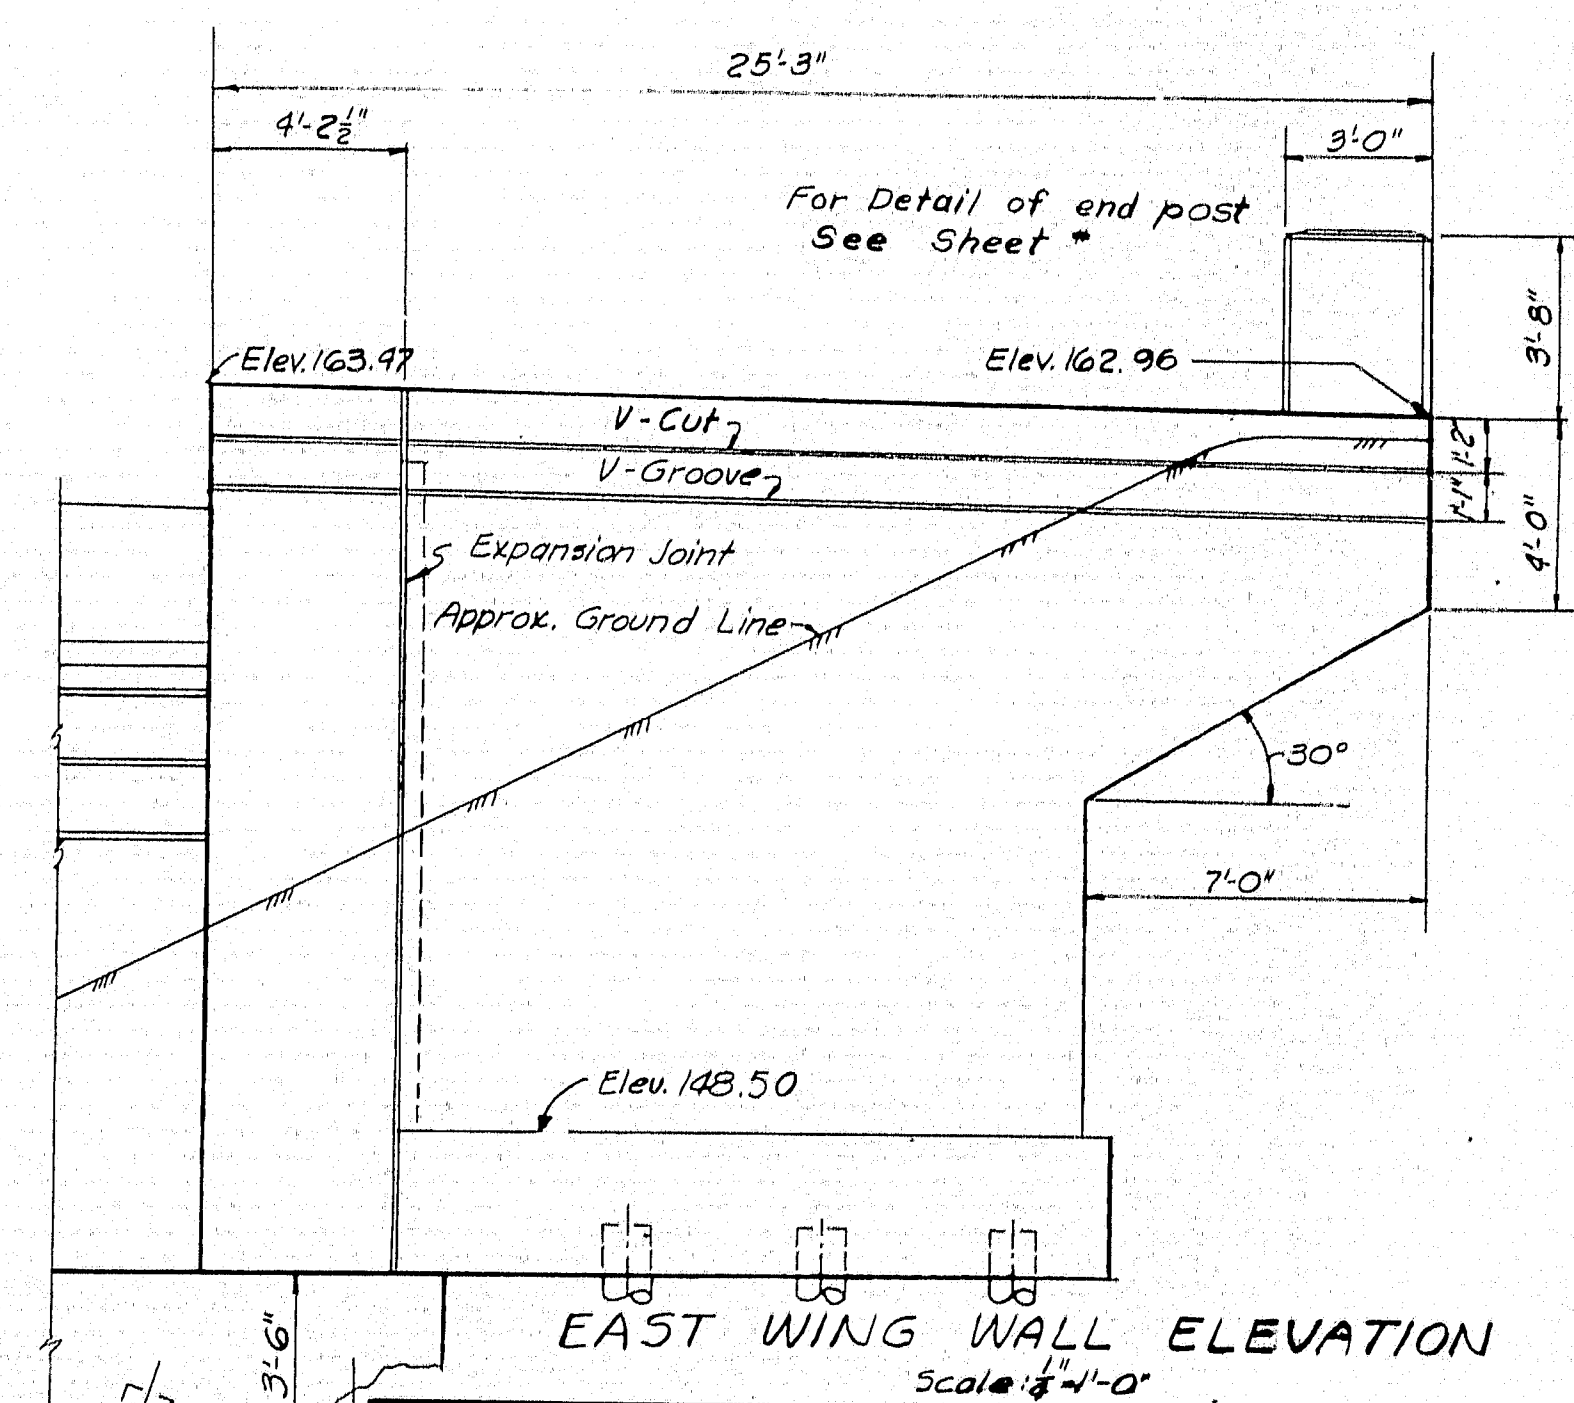 25'-3"
4'-2½"
3'-0"
For Detail of end post
See Sheet *
3'-8"
Elev. 163.47
Elev. 162.96
V-Cut
1'-2"
V-Groove
1'-1"
4'-0"
Expansion Joint
Approx. Ground Line
30°
7'-0"
Elev. 148.50
EAST WING WALL ELEVATION
Scale: ¼"=1'-0"
3'-6"